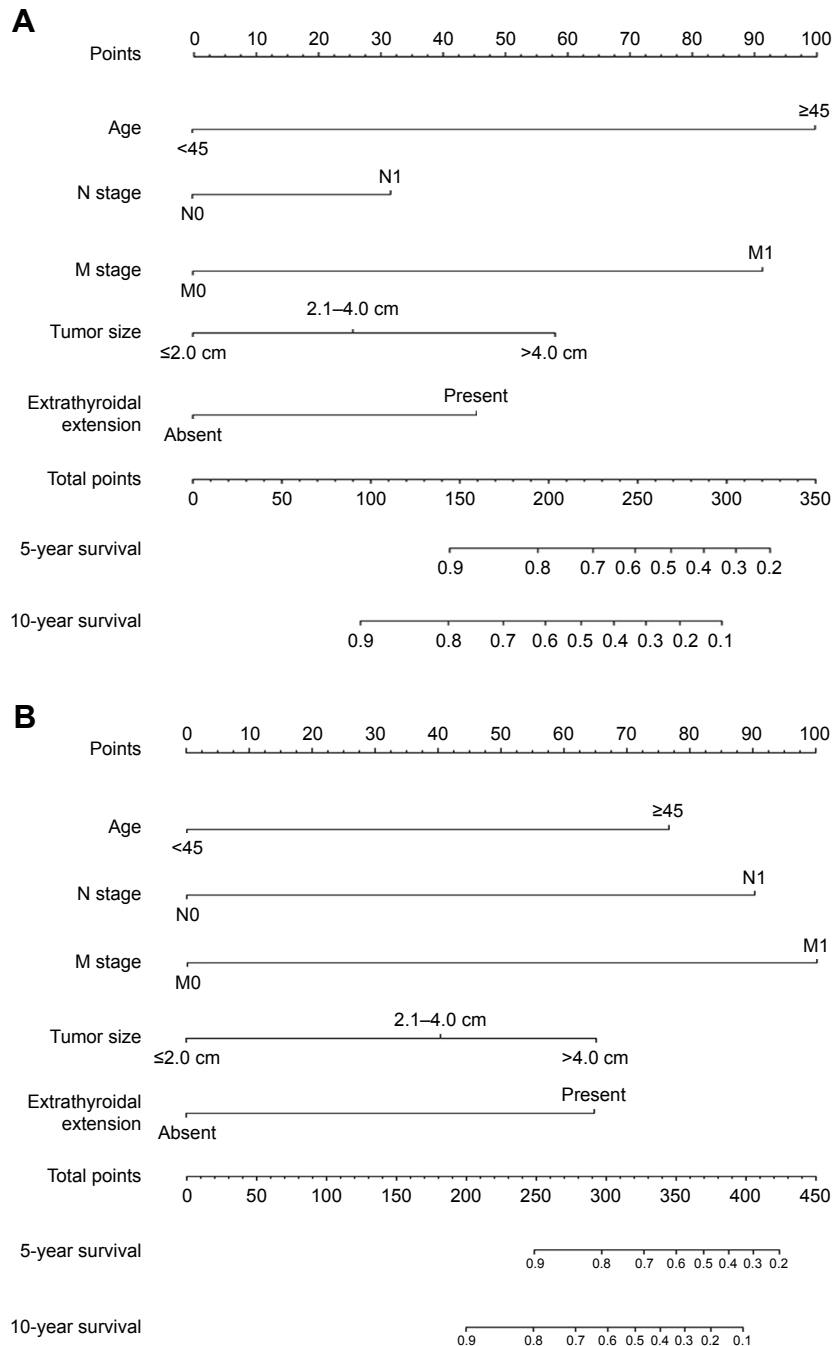 A
Points 0 10 20 30 40 50 60 70 80 90 100
≥45
Age
<45
N1
N stage
N0
M1
M stage
M0
2.1–4.0 cm
Tumor size
≤2.0 cm >4.0 cm
Present
Extrathyroidal
extension
Absent
Total points
0 50 100 150 200 250 300 350
5-year survival
0.9 0.8 0.7 0.6 0.5 0.4 0.3 0.2
10-year survival
0.9 0.8 0.7 0.6 0.5 0.4 0.3 0.2 0.1
B
Points 0 10 20 30 40 50 60 70 80 90 100
≥45
Age
<45
N1
N stage
N0
M1
M stage
M0
2.1–4.0 cm
Tumor size
≤2.0 cm >4.0 cm
Present
Extrathyroidal
extension
Absent
Total points
0 50 100 150 200 250 300 350 400 450
5-year survival
0.9 0.8 0.7 0.6 0.5 0.4 0.3 0.2
10-year survival
0.9 0.8 0.7 0.6 0.5 0.4 0.3 0.2 0.1